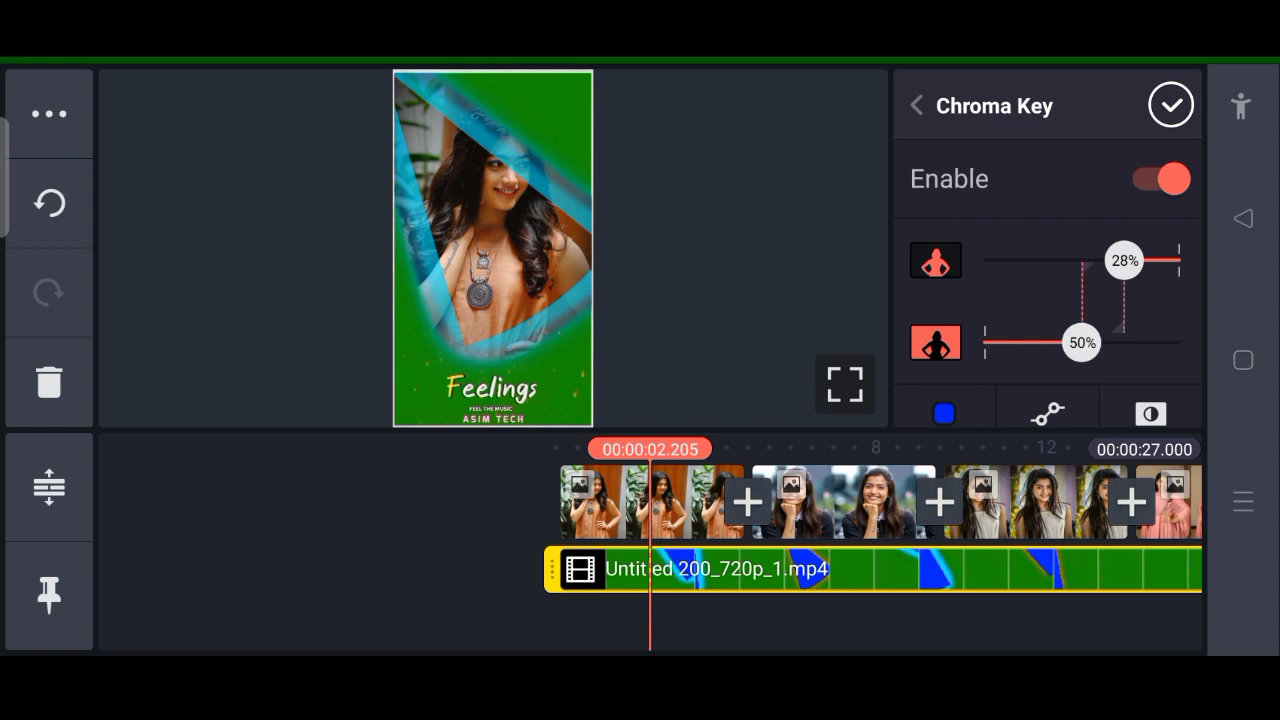 Chroma Key
Enable
28%
50%
Feelings
FEEL THE MUSIC
ASIM TECH
00:00:02.205
8
12
00:00:27.000
Untitled 200_720p_1.mp4